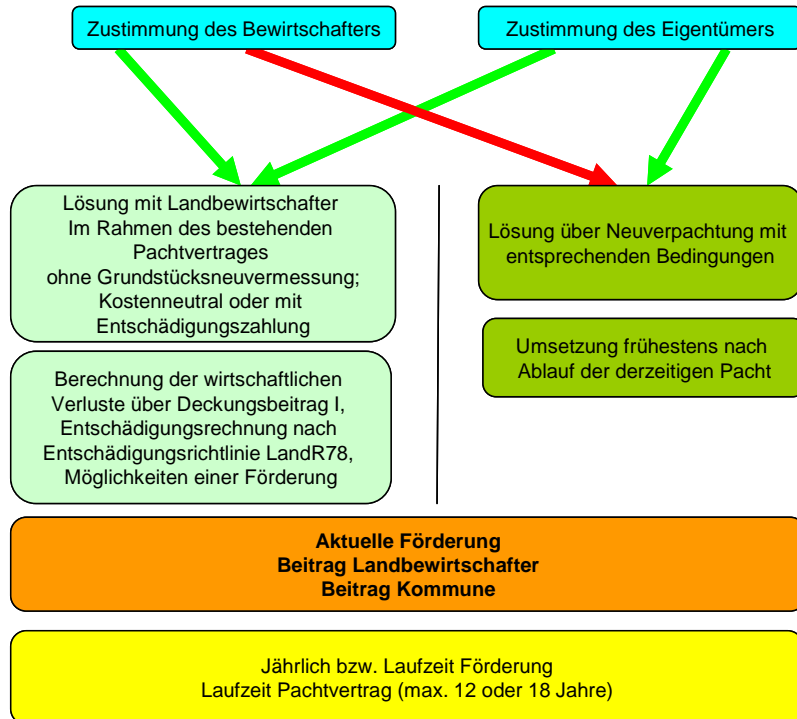 Zustimmung des Bewirtschafters
Zustimmung des Eigentümers
Lösung mit Landbewirtschafter
Im Rahmen des bestehenden
Pachtvertrages
ohne Grundstücksneuvermessung;
Kostenneutral oder mit
Entschädigungszahlung
Lösung über Neuverpachtung mit
entsprechenden Bedingungen
Berechnung der wirtschaftlichen
Verluste über Deckungsbeitrag I,
Entschädigungsrechnung nach
Entschädigungsrichtlinie LandR78,
Möglichkeiten einer Förderung
Umsetzung frühestens nach
Ablauf der derzeitigen Pacht
Aktuelle Förderung
Beitrag Landbewirtschafter
Beitrag Kommune
Jährlich bzw. Laufzeit Förderung
Laufzeit Pachtvertrag (max. 12 oder 18 Jahre)